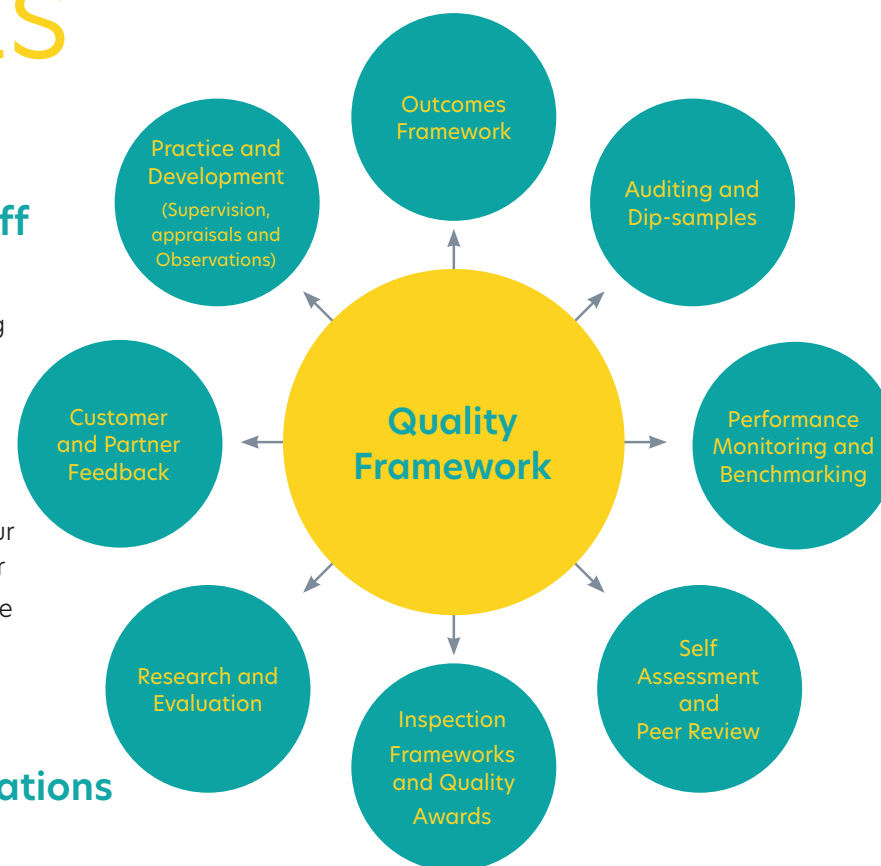 Outcomes
Framework
Practice and
Development
(Supervision,
appraisals and
Observations)
Auditing and
Dip-samples
Customer
and Partner
Feedback
Quality
Framework
Performance
Monitoring and
Benchmarking
Research and
Evaluation
Self
Assessment
and
Peer Review
Inspection
Frameworks
and Quality
Awards